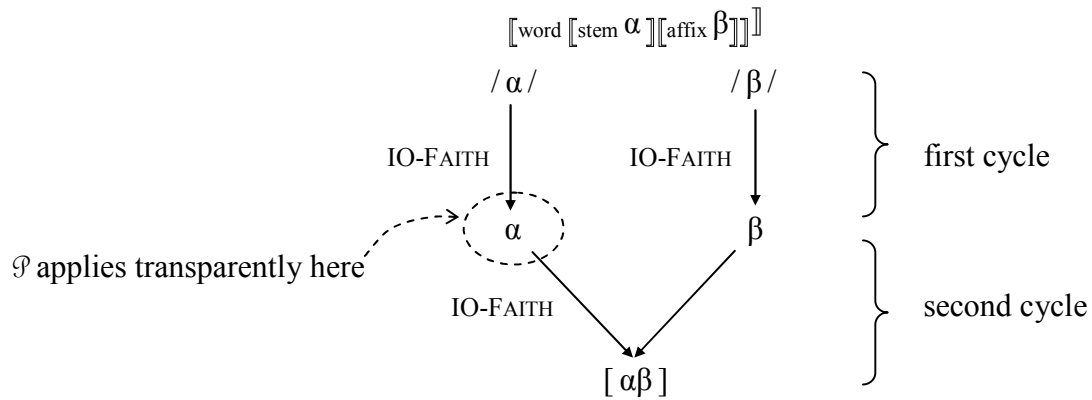 ⟦word ⟦stem α⟧⟦affix β⟧⟧⟧
/ α / / β /
IO-FAITH IO-FAITH first cycle
α β
𝒫 applies transparently here
IO-FAITH second cycle
[ αβ ]